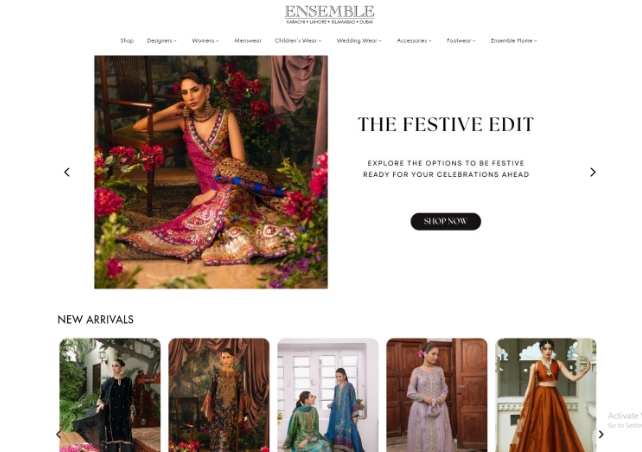 ENSEMBLE
KARACHI • LAHORE • ISLAMABAD • DUBAI
Shop Designers Womens Menswear Children's Wear Wedding Wear Accessories Footwear Ensemble Home
THE FESTIVE EDIT
EXPLORE THE OPTIONS TO BE FESTIVE
READY FOR YOUR CELEBRATIONS AHEAD
SHOP NOW
NEW ARRIVALS
Activate
Go to